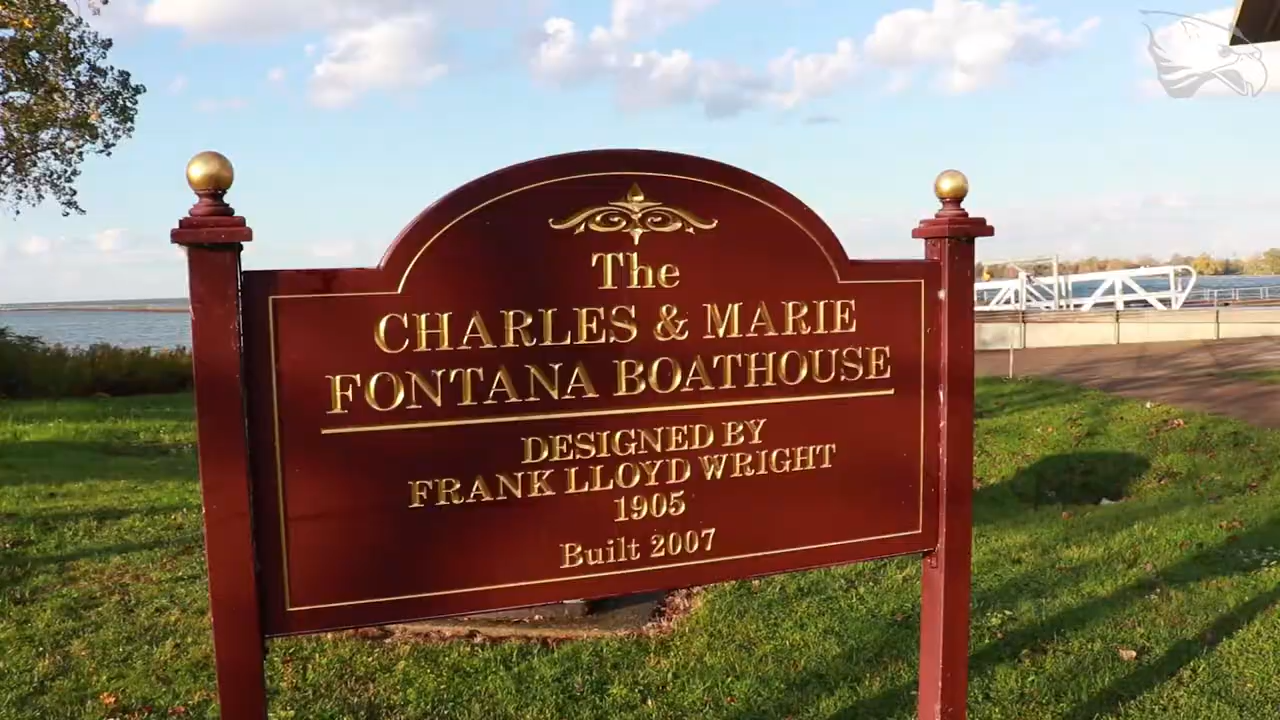 The
CHARLES & MARIE
FONTANA BOATHOUSE
DESIGNED BY
FRANK LLOYD WRIGHT
1905
Built 2007